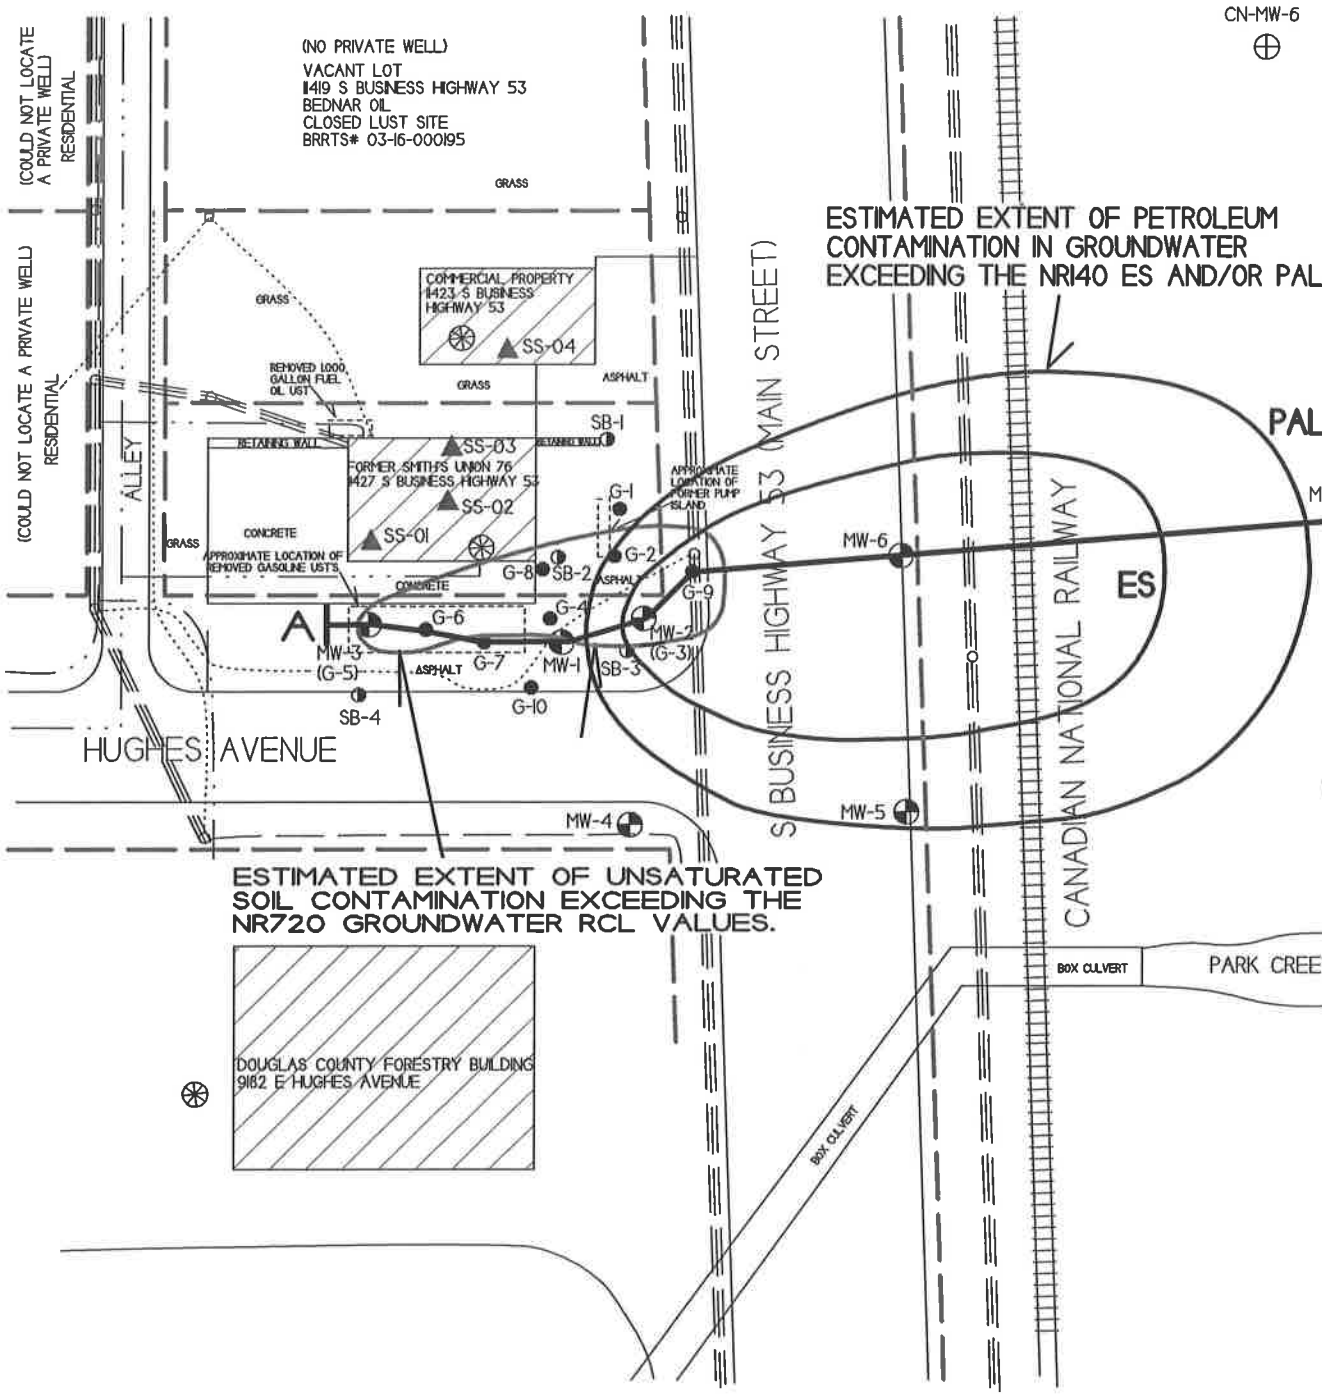 CN-MW-6
(COULD NOT LOCATE
A PRIVATE WELL)
RESIDENTIAL
(NO PRIVATE WELL)
VACANT LOT
11419 S BUSINESS HIGHWAY 53
BEDNAR OIL
CLOSED LUST SITE
BRRTS# 03-16-000195
GRASS
ESTIMATED EXTENT OF PETROLEUM
CONTAMINATION IN GROUNDWATER
EXCEEDING THE NR140 ES AND/OR PAL
(COULD NOT LOCATE A PRIVATE WELL)
RESIDENTIAL
ALLEY
GRASS
COMMERCIAL PROPERTY
11423 S BUSINESS
HIGHWAY 53
SS-04
REMOVED 1,000
GALLON FUEL
OIL UST
GRASS
ASPHALT
SB-1
RETAINING WALL
SS-03
RETAINING WALL
FORMER SMITH'S UNION 76
11427 S BUSINESS HIGHWAY 53
SS-02
SS-01
APPROXIMATE
LOCATION OF
FORMER PUMP
ISLAND
G-1
G-2
PAL
M
S BUSINESS HIGHWAY 53 (MAIN STREET)
MW-6
ES
CANADIAN NATIONAL RAILWAY
GRASS
CONCRETE
APPROXIMATE LOCATION OF
REMOVED GASOLINE UST'S
CONCRETE
G-8
SB-2
ASPHALT
G-9
A
G-6
G-4
MW-2
(G-3)
MW-3
(G-5)
G-7
MW-1
SB-3
ASPHALT
SB-4
G-10
HUGHES AVENUE
MW-4
MW-5
ESTIMATED EXTENT OF UNSATURATED
SOIL CONTAMINATION EXCEEDING THE
NR720 GROUNDWATER RCL VALUES.
BOX CULVERT
PARK CREE
DOUGLAS COUNTY FORESTRY BUILDING
9182 E HUGHES AVENUE
BOX CULVERT